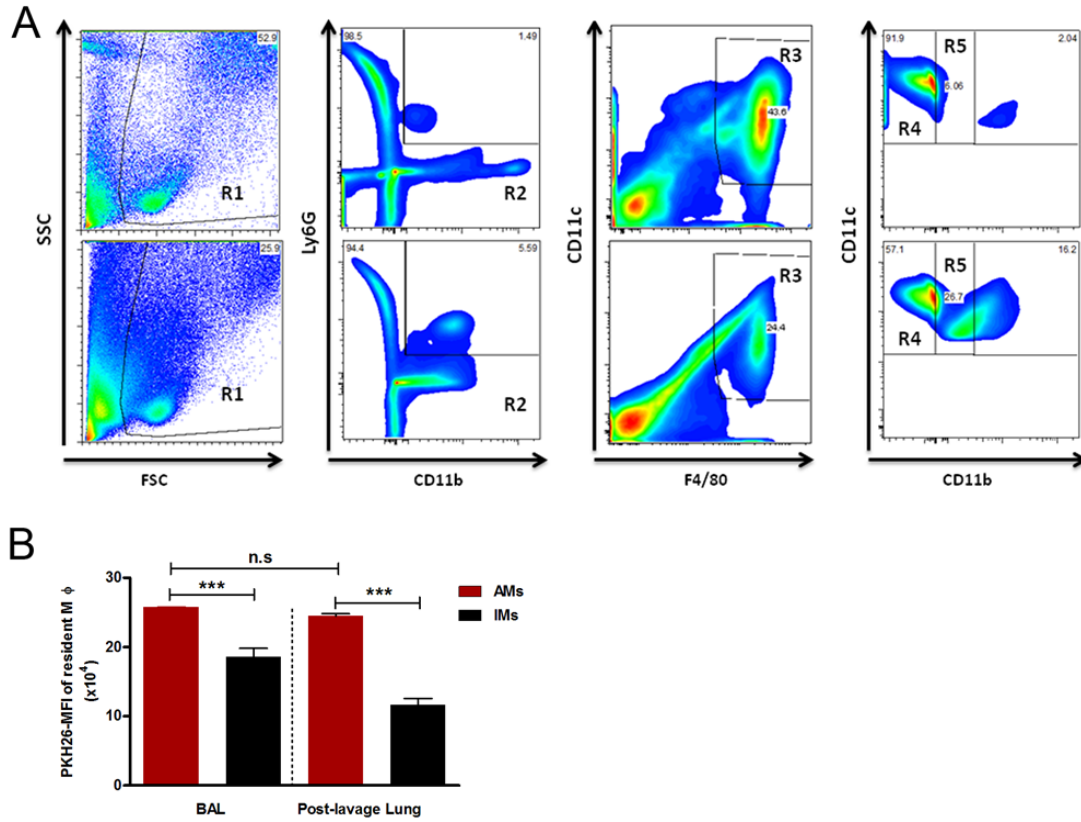 A
SSC
52.9
R1
Ly6G
98.5
1.49
R2
CD11c
R3
43.6
CD11c
91.9
R5
2.04
6.06
R4
25.9
R1
94.4
5.59
R2
R3
24.4
57.1
R5
16.2
26.7
R4
FSC
CD11b
F4/80
CD11b
B
PKH26-MFI of resident M ϕ
(x10⁴)
30
20
10
0
n.s
***
***
AMs
IMs
BAL
Post-lavage Lung